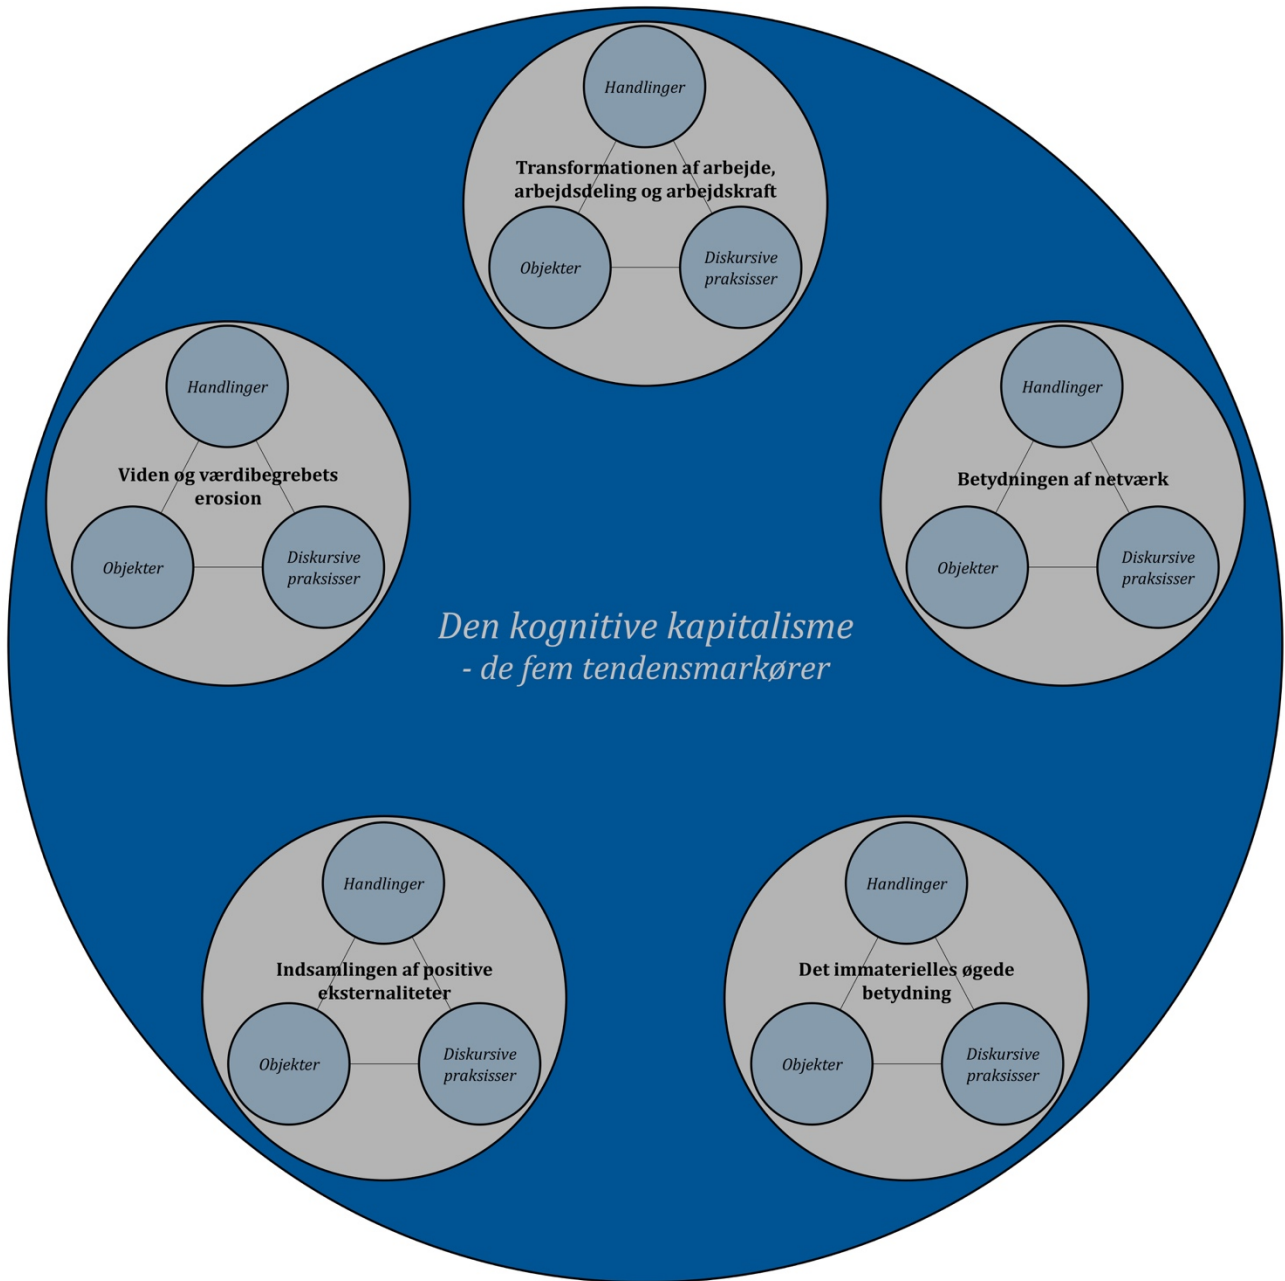 Handlinger
Transformationen af arbejde,
arbejdsdeling og arbejdskraft
Objekter
Diskursive
praksisser
Handlinger
Viden og værdibegrebets
erosion
Objekter
Diskursive
praksisser
Handlinger
Betydningen af netværk
Objekter
Diskursive
praksisser
Den kognitive kapitalisme
- de fem tendensmarkører
Handlinger
Indsamlingen af positive
eksternaliteter
Objekter
Diskursive
praksisser
Handlinger
Det immaterielles øgede
betydning
Objekter
Diskursive
praksisser